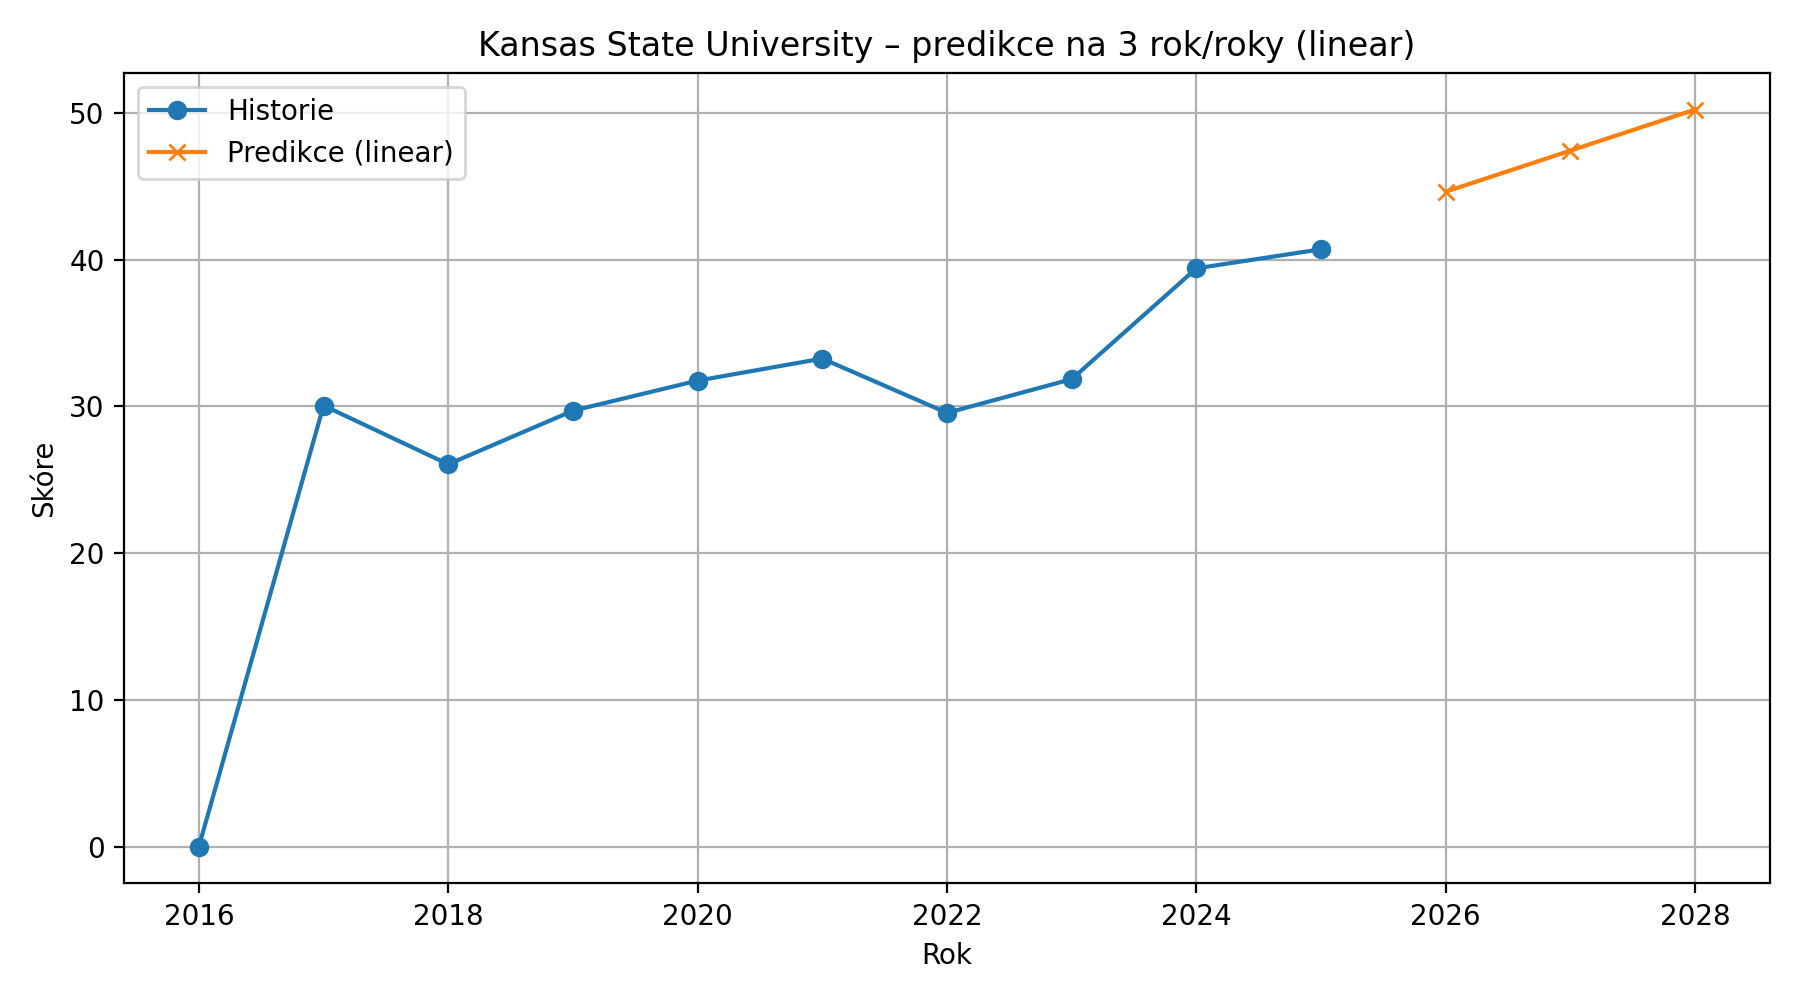 Kansas State University – predikce na 3 rok/roky (linear)
Historie
Predikce (linear)
50
40
30
20
10
0
Skóre
2016 2018 2020 2022 2024 2026 2028
Rok